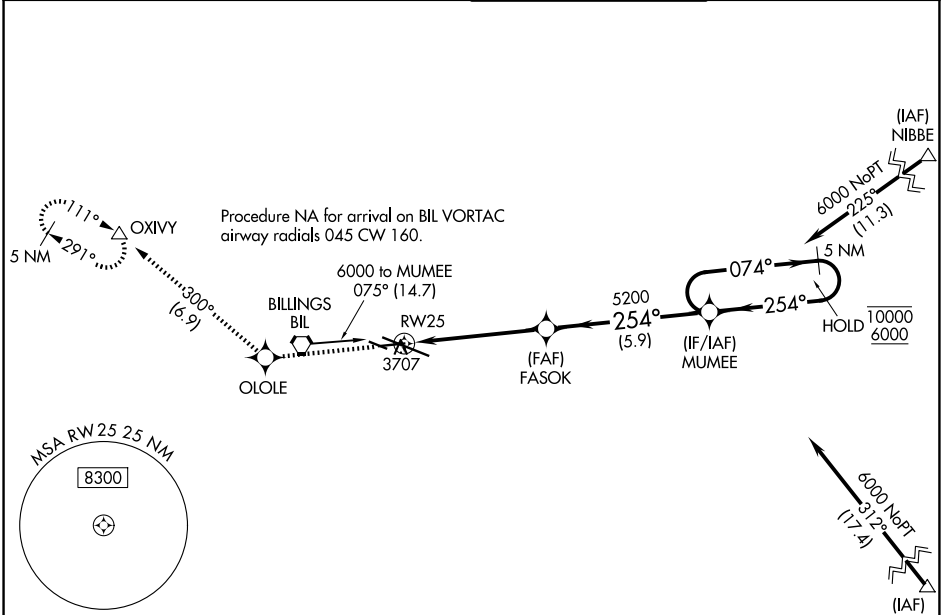 (IAF)
NIBBE
6000 NoPT
225°
(11.3)
111°
OXIVY
291°
5 NM
Procedure NA for arrival on BIL VORTAC
airway radials 045 CW 160.
300°
(6.9)
6000 to MUMEE
075° (14.7)
BILLINGS
BIL
RW25
3707
OLOLE
(FAF)
FASOK
5200
254°
(5.9)
(IF/IAF)
MUMEE
074°
5 NM
254°
HOLD
10000
6000
MSA RW25 25 NM
8300
6000 NoPT
312°
(17.4)
(IAF)